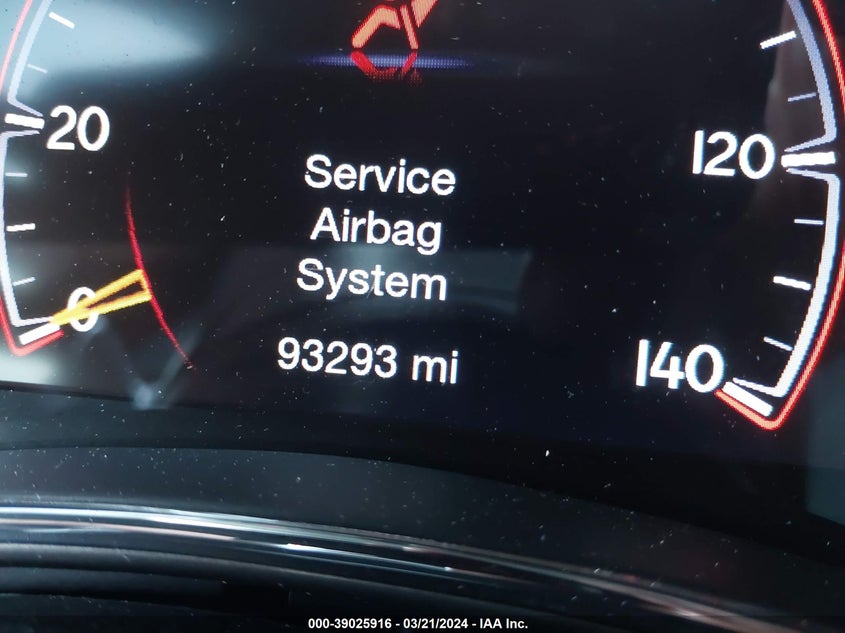 20
120
Service
Airbag
System
0
93293 mi
140
000-39025916 - 03/21/2024 - IAA Inc.